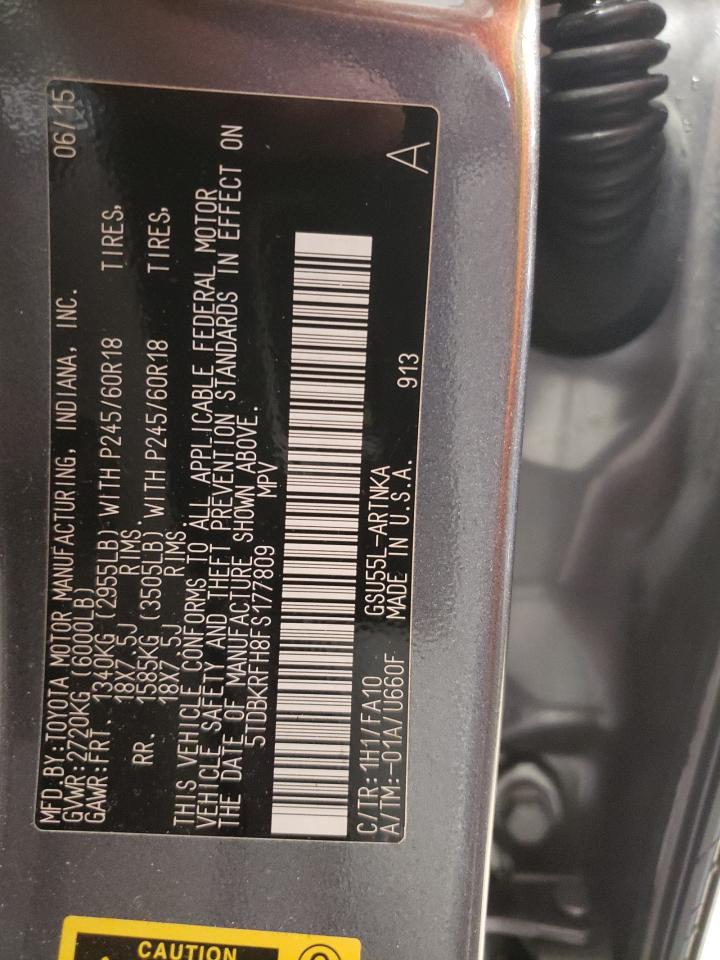 MFD.BY:TOYOTA MOTOR MANUFACTURING, INDIANA, INC. 06/15
GVWR:2720KG (6000LB)
GAWR:FRT. 1340KG (2955LB) WITH P245/60R18 TIRES,
18X7.5J RIMS.
RR. 1585KG (3505LB) WITH P245/60R18 TIRES,
18X7.5J RIMS.
THIS VEHICLE CONFORMS TO ALL APPLICABLE FEDERAL MOTOR
VEHICLE SAFETY AND THEFT PREVENTION STANDARDS IN EFFECT ON
THE DATE OF MANUFACTURE SHOWN ABOVE.
5TDBKRFH8FS177809 MPV
C/TR:1H1/FA10 GSU55L-ARTNKA 913 A
A/TM:-01A/U660F MADE IN U.S.A.
CAUTION